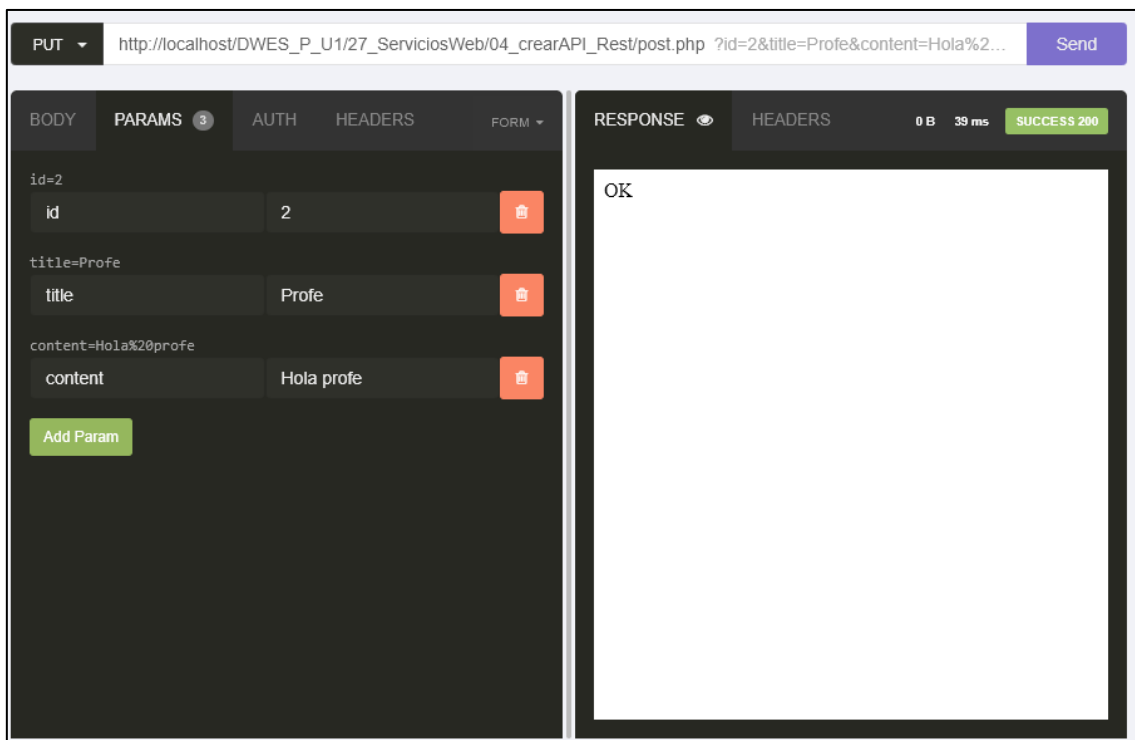 PUT http://localhost/DWES_P_U1/27_ServiciosWeb/04_crearAPI_Rest/post.php ?id=2&title=Profe&content=Hola%2... Send
BODY PARAMS 3 AUTH HEADERS FORM
id=2
id 2
title=Profe
title Profe
content=Hola%20profe
content Hola profe
Add Param
RESPONSE HEADERS 0 B 39 ms SUCCESS 200
OK